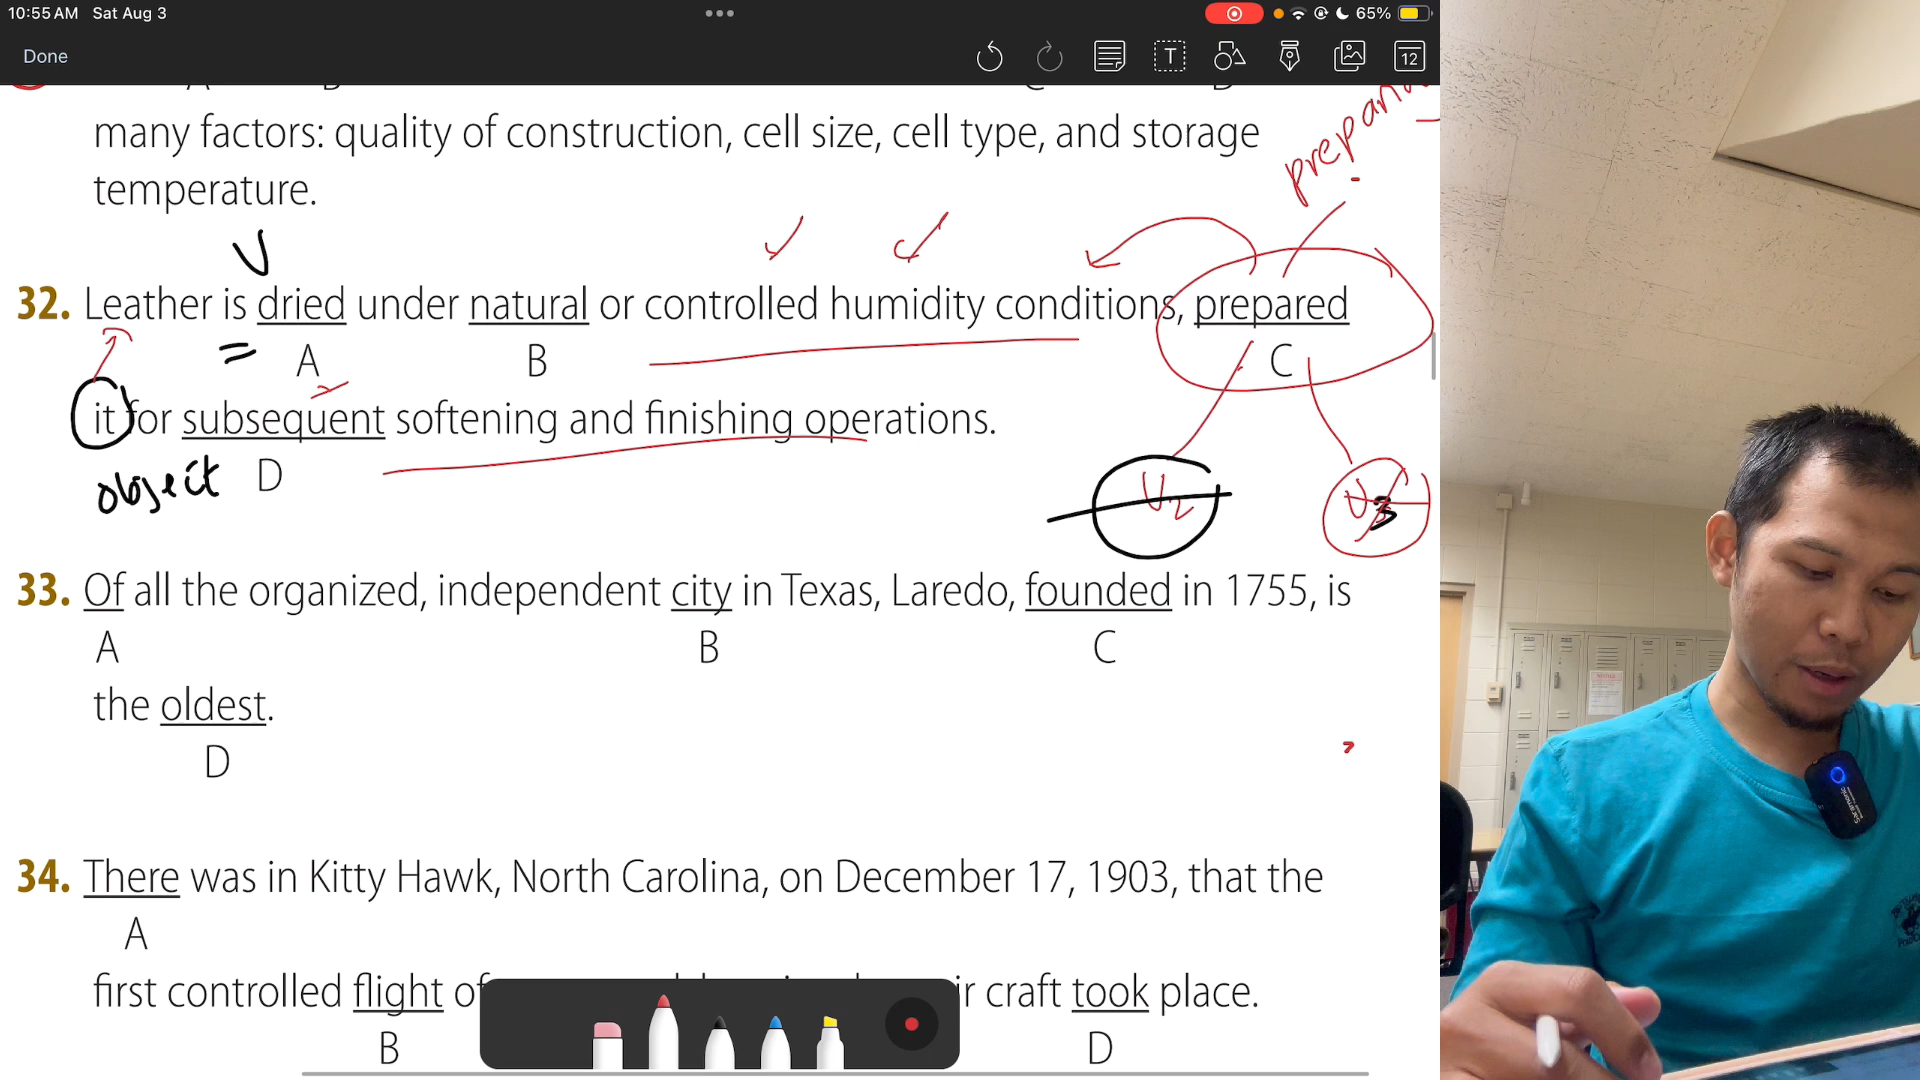 10:55 AM Sat Aug 3
65%
Done
T
12
many factors: quality of construction, cell size, cell type, and storage
temperature.
V
32. Leather is dried under natural or controlled humidity conditions, prepared
A B C
it for subsequent softening and finishing operations.
object D
V2
V3
33. Of all the organized, independent city in Texas, Laredo, founded in 1755, is
A B C
the oldest.
D
34. There was in Kitty Hawk, North Carolina, on December 17, 1903, that the
A
first controlled flight craft took place.
B D